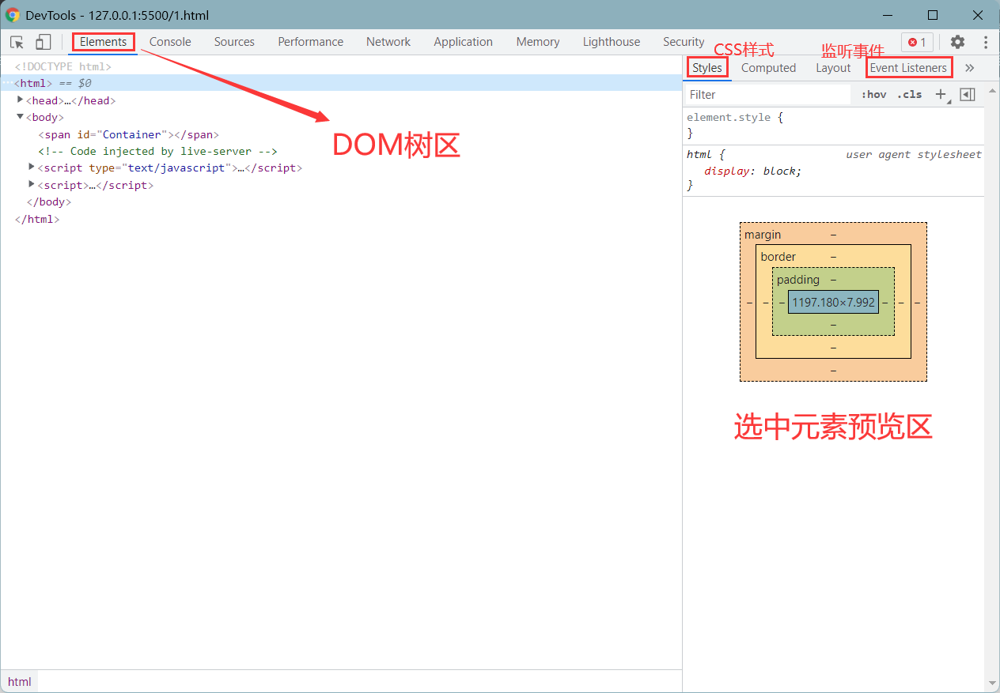 DevTools - 127.0.0.1:5500/1.html
Elements Console Sources Performance Network Application Memory Lighthouse Security 1
CSS样式 监听事件
<!DOCTYPE html>
Styles Computed Layout Event Listeners »
<html> == $0
Filter :hov .cls +
<head>…</head>
<body>
element.style {
}
<span id="Container"></span>
DOM树区
<!-- Code injected by live-server -->
html { user agent stylesheet
<script type="text/javascript">…</script>
display: block;
<script>…</script>
}
</body>
</html>
margin –
border –
padding –
– – – 1197.180×7.992 – – –
–
–
–
选中元素预览区
html